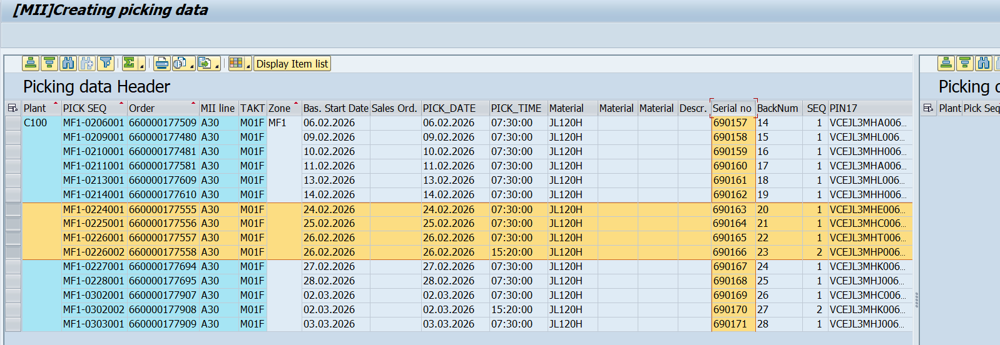 [MII]Creating picking data
Display Item list
Picking data Header
Picking d
Plant PICK SEQ Order MII line TAKT Zone Bas. Start Date Sales Ord. PICK_DATE PICK_TIME Material Material Material Descr. Serial no BackNum SEQ PIN17
Plant Pick Seq
C100 MF1-0206001 660000177509 A30 M01F MF1 06.02.2026 06.02.2026 07:30:00 JL120H 690157 14 1 VCEJL3MHA006...
MF1-0209001 660000177480 A30 M01F 09.02.2026 09.02.2026 07:30:00 JL120H 690158 15 1 VCEJL3MHL006...
MF1-0210001 660000177481 A30 M01F 10.02.2026 10.02.2026 07:30:00 JL120H 690159 16 1 VCEJL3MHH006...
MF1-0211001 660000177581 A30 M01F 11.02.2026 11.02.2026 07:30:00 JL120H 690160 17 1 VCEJL3MHA006...
MF1-0213001 660000177609 A30 M01F 13.02.2026 13.02.2026 07:30:00 JL120H 690161 18 1 VCEJL3MHL006...
MF1-0214001 660000177610 A30 M01F 14.02.2026 14.02.2026 07:30:00 JL120H 690162 19 1 VCEJL3MHH006...
MF1-0224001 660000177555 A30 M01F 24.02.2026 24.02.2026 07:30:00 JL120H 690163 20 1 VCEJL3MHE006...
MF1-0225001 660000177556 A30 M01F 25.02.2026 25.02.2026 07:30:00 JL120H 690164 21 1 VCEJL3MHC006...
MF1-0226001 660000177557 A30 M01F 26.02.2026 26.02.2026 07:30:00 JL120H 690165 22 1 VCEJL3MHT006...
MF1-0226002 660000177558 A30 M01F 26.02.2026 26.02.2026 15:20:00 JL120H 690166 23 2 VCEJL3MHP006...
MF1-0227001 660000177694 A30 M01F 27.02.2026 27.02.2026 07:30:00 JL120H 690167 24 1 VCEJL3MHK006...
MF1-0228001 660000177695 A30 M01F 28.02.2026 28.02.2026 07:30:00 JL120H 690168 25 1 VCEJL3MHJ006...
MF1-0302001 660000177907 A30 M01F 02.03.2026 02.03.2026 07:30:00 JL120H 690169 26 1 VCEJL3MHC006...
MF1-0302002 660000177908 A30 M01F 02.03.2026 02.03.2026 15:20:00 JL120H 690170 27 2 VCEJL3MHK006...
MF1-0303001 660000177909 A30 M01F 03.03.2026 03.03.2026 07:30:00 JL120H 690171 28 1 VCEJL3MHJ006...